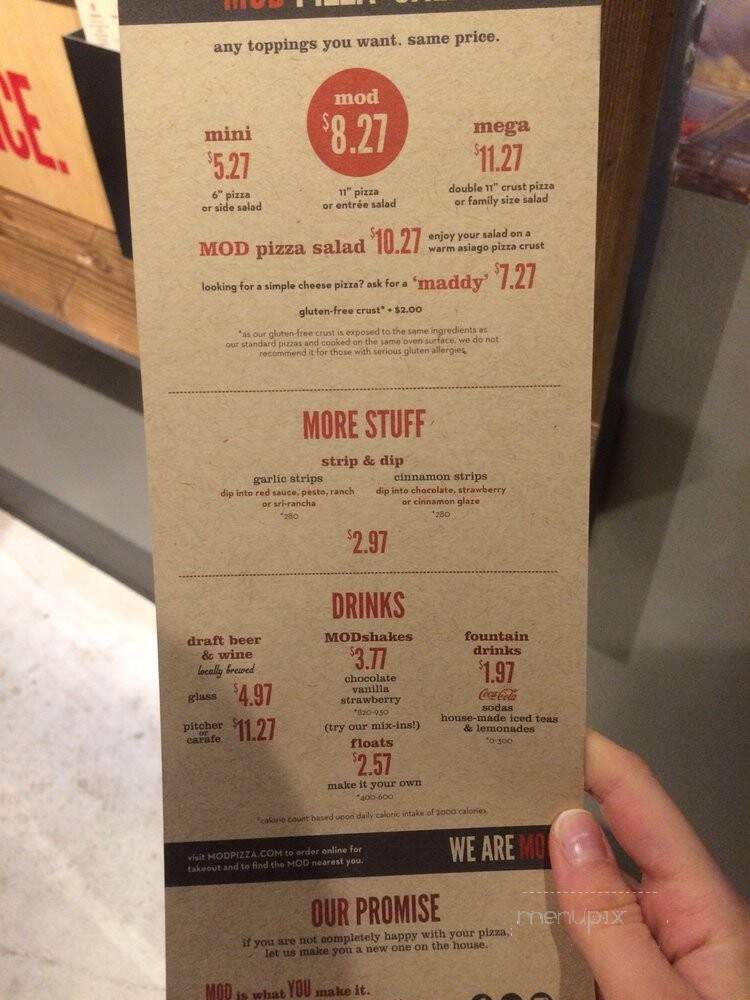 CE.
MOD PIZZA
any toppings you want. same price.
mini
$5.27
6" pizza
or side salad
mod
$8.27
11" pizza
or entrée salad
mega
$11.27
double 11" crust pizza
or family size salad
MOD pizza salad $10.27 enjoy your salad on a
warm asiago pizza crust
looking for a simple cheese pizza? ask for a 'maddy' $7.27
gluten-free crust* • $2.00
*as our gluten-free crust is exposed to the same ingredients as
our standard pizzas and cooked on the same oven surface, we do not
recommend it for those with serious gluten allergies
MORE STUFF
strip & dip
garlic strips
dip into red sauce, pesto, ranch
or sri-rancha
*280
cinnamon strips
dip into chocolate, strawberry
or cinnamon glaze
*280
$2.97
DRINKS
draft beer
& wine
locally brewed
glass $4.97
pitcher
or
carafe $11.27
MODshakes
$3.77
chocolate
vanilla
strawberry
*820-930
(try our mix-ins!)
floats
$2.57
make it your own
*400-600
fountain
drinks
$1.97
Coca-Cola
sodas
house-made iced teas
& lemonades
*0-300
*calorie count based upon daily caloric intake of 2000 calories.
visit MODPIZZA.COM to order online for
takeout and to find the MOD nearest you.
WE ARE MO
OUR PROMISE
if you are not completely happy with your pizza,
let us make you a new one on the house.
MOD is what YOU make it.
menupix